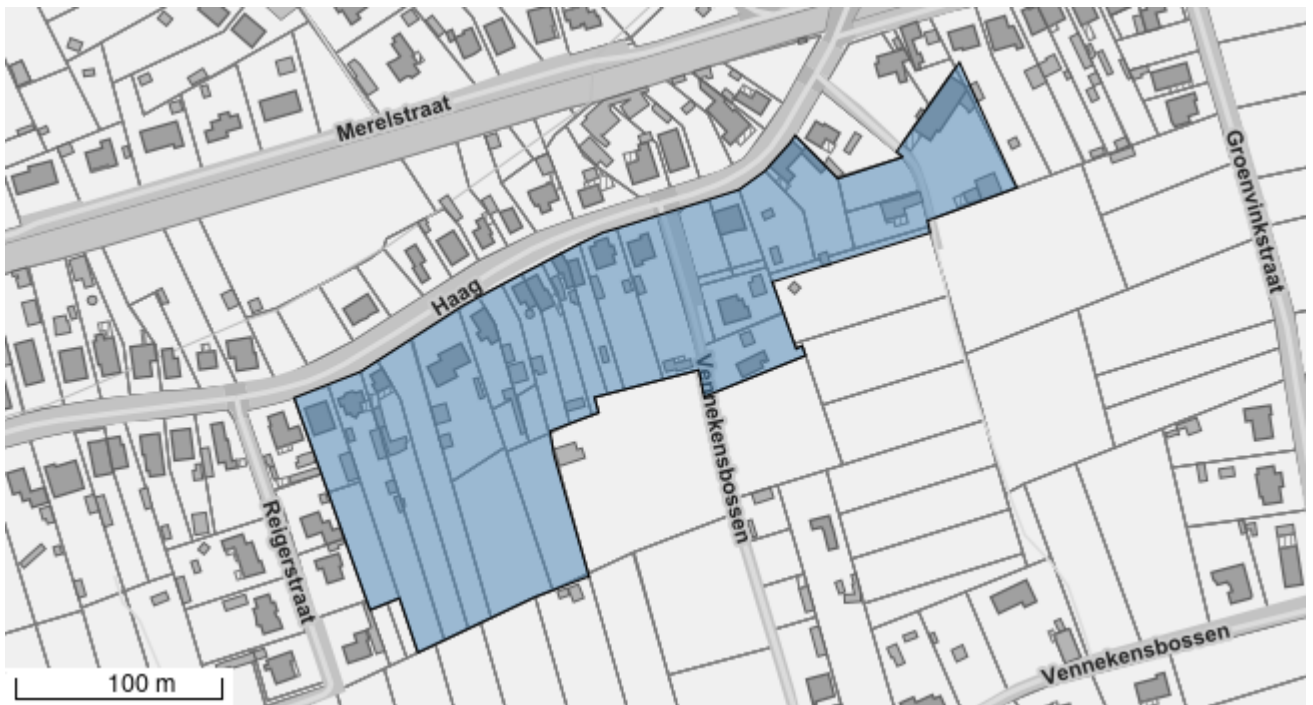 Merelstraat
Groenvinkstraat
Haag
Vennekensbossen
Reigerstraat
Vennekensbossen
100 m